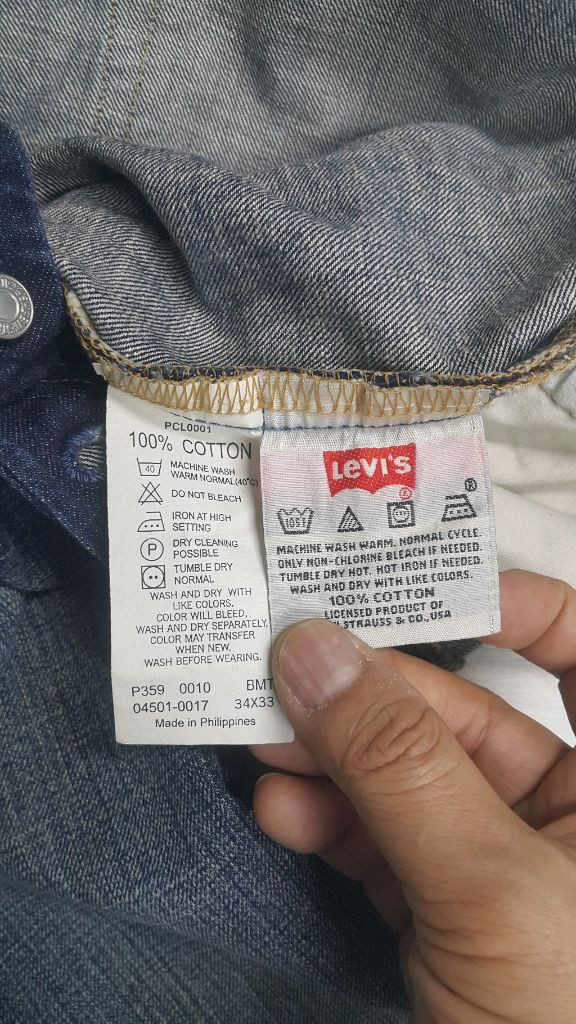 PCL0001
100% COTTON
40
MACHINE WASH
WARM NORMAL(40°C)
DO NOT BLEACH
IRON AT HIGH
SETTING
P
DRY CLEANING
POSSIBLE
TUMBLE DRY
NORMAL
WASH AND DRY WITH
LIKE COLORS.
COLOR WILL BLEED,
WASH AND DRY SEPARATELY
COLOR MAY TRANSFER
WHEN NEW.
WASH BEFORE WEARING.
P359 0010 BMT
04501-0017 34X33
Made in Philippines
LEVI'S
®
105F
®
MACHINE WASH WARM. NORMAL CYCLE.
ONLY NON-CHLORINE BLEACH IF NEEDED.
TUMBLE DRY HOT. HOT IRON IF NEEDED.
WASH AND DRY WITH LIKE COLORS.
100% COTTON
LICENSED PRODUCT OF
STRAUSS & CO., USA